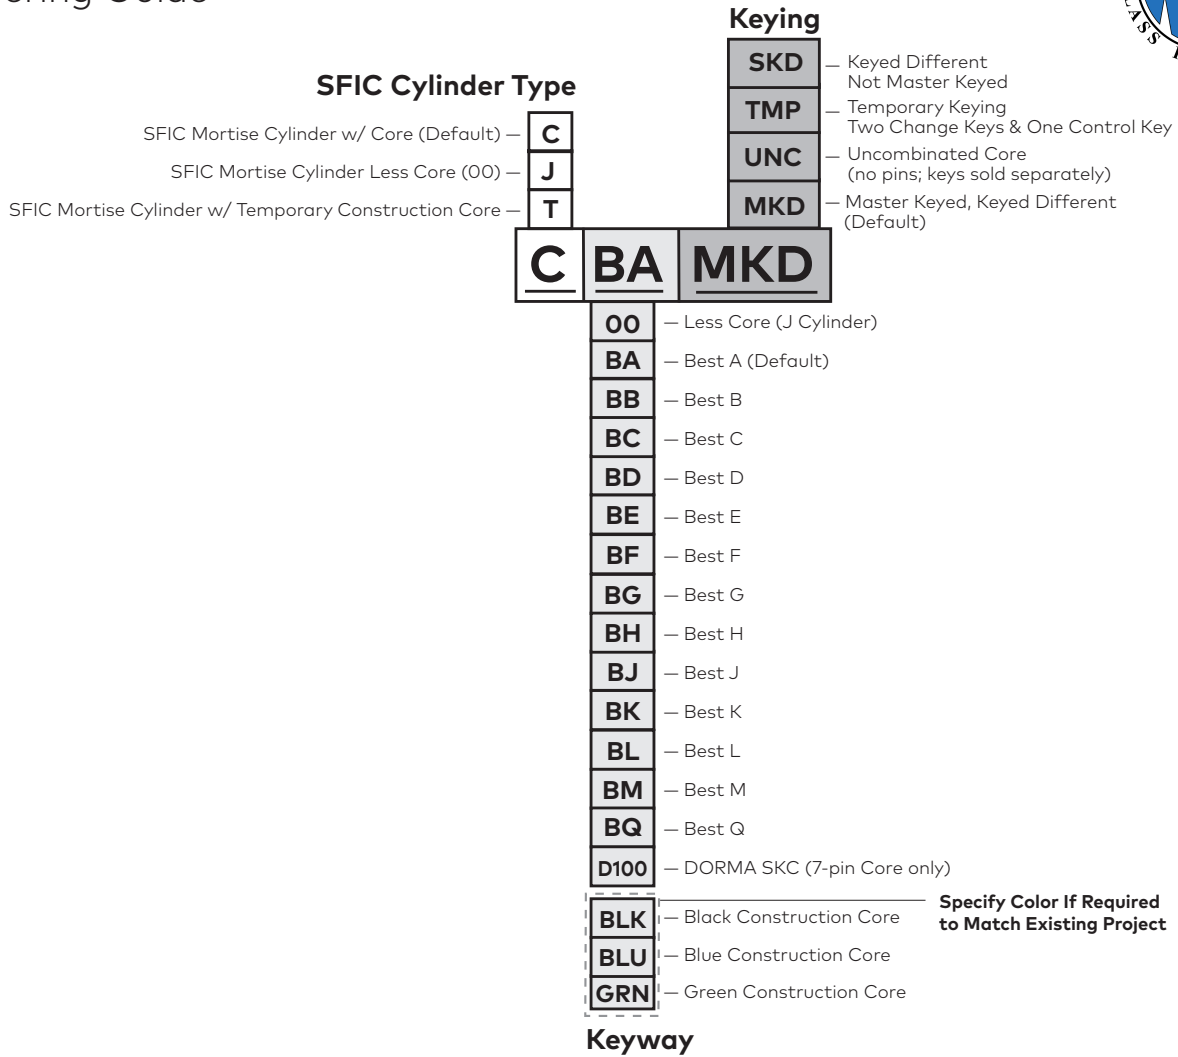 Keying
SKD — Keyed Different
Not Master Keyed
TMP — Temporary Keying
Two Change Keys & One Control Key
UNC — Uncombinated Core
(no pins; keys sold separately)
MKD — Master Keyed, Keyed Different
(Default)
SFIC Cylinder Type
SFIC Mortise Cylinder w/ Core (Default) — C
SFIC Mortise Cylinder Less Core (00) — J
SFIC Mortise Cylinder w/ Temporary Construction Core — T
C BA MKD
00 — Less Core (J Cylinder)
BA — Best A (Default)
BB — Best B
BC — Best C
BD — Best D
BE — Best E
BF — Best F
BG — Best G
BH — Best H
BJ — Best J
BK — Best K
BL — Best L
BM — Best M
BQ — Best Q
D100 — DORMA SKC (7-pin Core only)
BLK — Black Construction Core
BLU — Blue Construction Core
GRN — Green Construction Core
Specify Color If Required
to Match Existing Project
Keyway